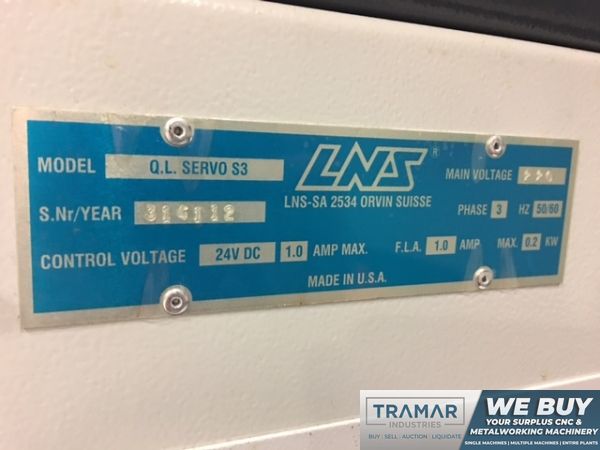 LNS®
MODEL Q.L. SERVO S3
MAIN VOLTAGE
LNS-SA 2534 ORVIN SUISSE
S.Nr/YEAR
PHASE 3 HZ 50/60
CONTROL VOLTAGE 24V DC 1.0 AMP MAX. F.L.A. 1.0 AMP MAX. 0.2 KW
MADE IN U.S.A.
TRAMAR
INDUSTRIES
BUY | SELL | AUCTION | LIQUIDATE
WE BUY
YOUR SURPLUS CNC &
METALWORKING MACHINERY
SINGLE MACHINES | MULTIPLE MACHINES | ENTIRE PLANTS